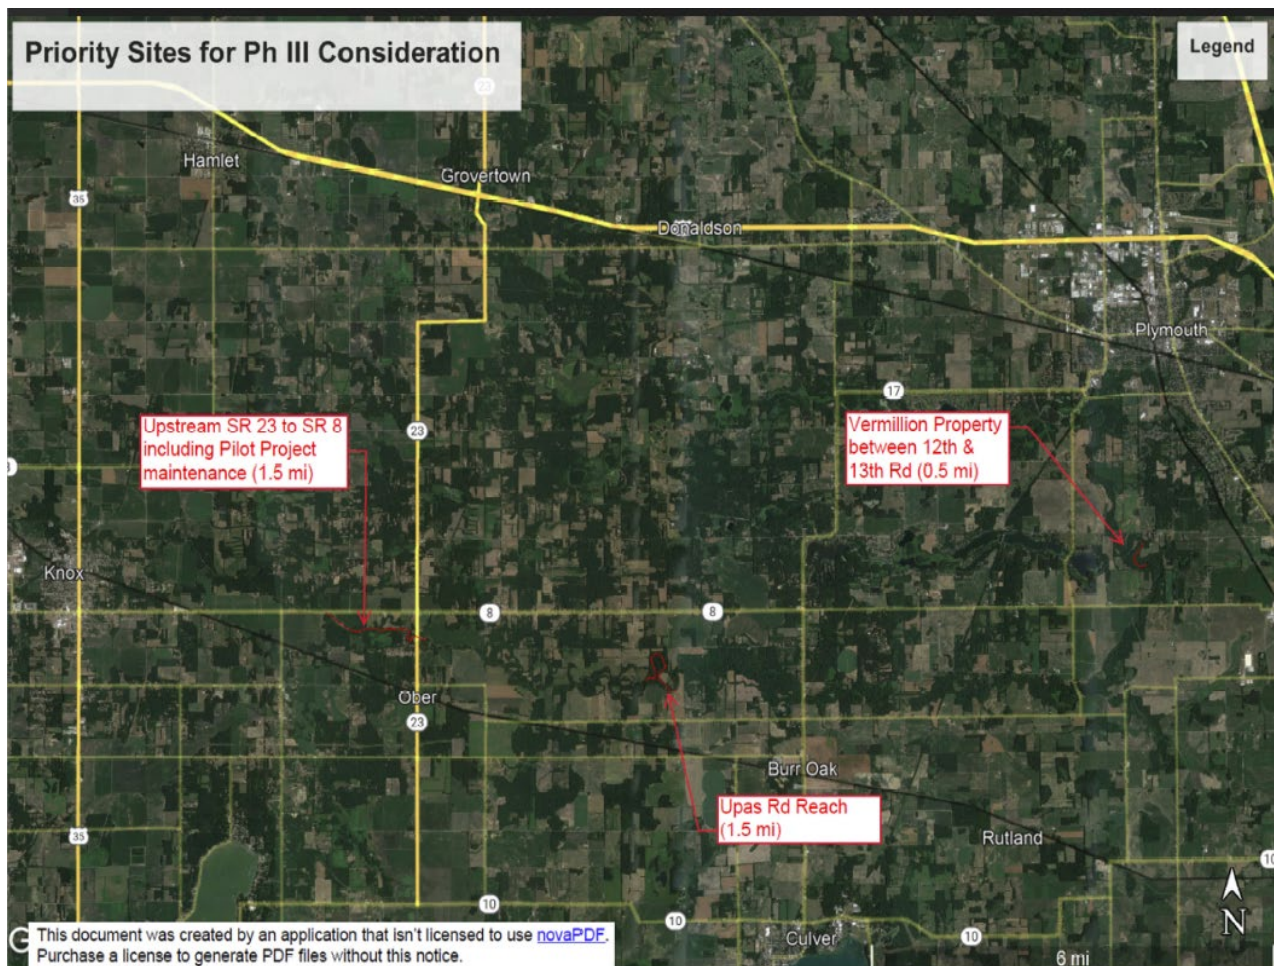 Priority Sites for Ph III Consideration
Legend
23
Hamlet
Grovertown
35
Donaldson
Plymouth
17
Upstream SR 23 to SR 8
including Pilot Project
maintenance (1.5 mi)
23
Vermillion Property
between 12th &
13th Rd (0.5 mi)
Knox
8
8
Ober
23
Burr Oak
Upas Rd Reach
(1.5 mi)
35
Rutland
10
10
10
10
N
Culver
6 mi
This document was created by an application that isn't licensed to use novaPDF.
Purchase a license to generate PDF files without this notice.